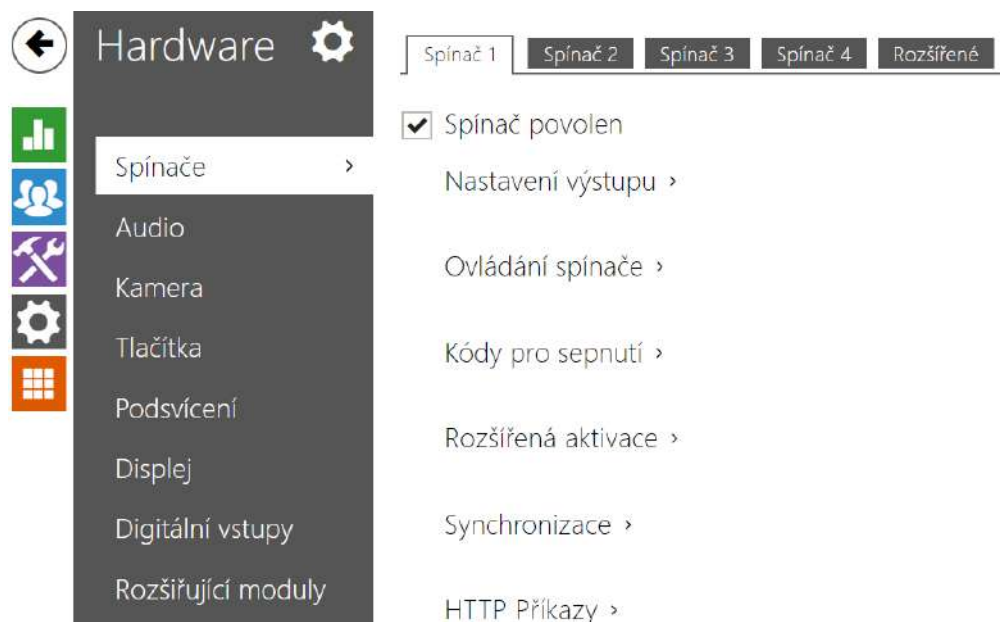 Hardware
Spínače ›
Audio
Kamera
Tlačítka
Podsvícení
Displej
Digitální vstupy
Rozšiřující moduly
Spínač 1 Spínač 2 Spínač 3 Spínač 4 Rozšířené
Spínač povolen
Nastavení výstupu ›
Ovládání spínače ›
Kódy pro sepnutí ›
Rozšířená aktivace ›
Synchronizace ›
HTTP Příkazy ›